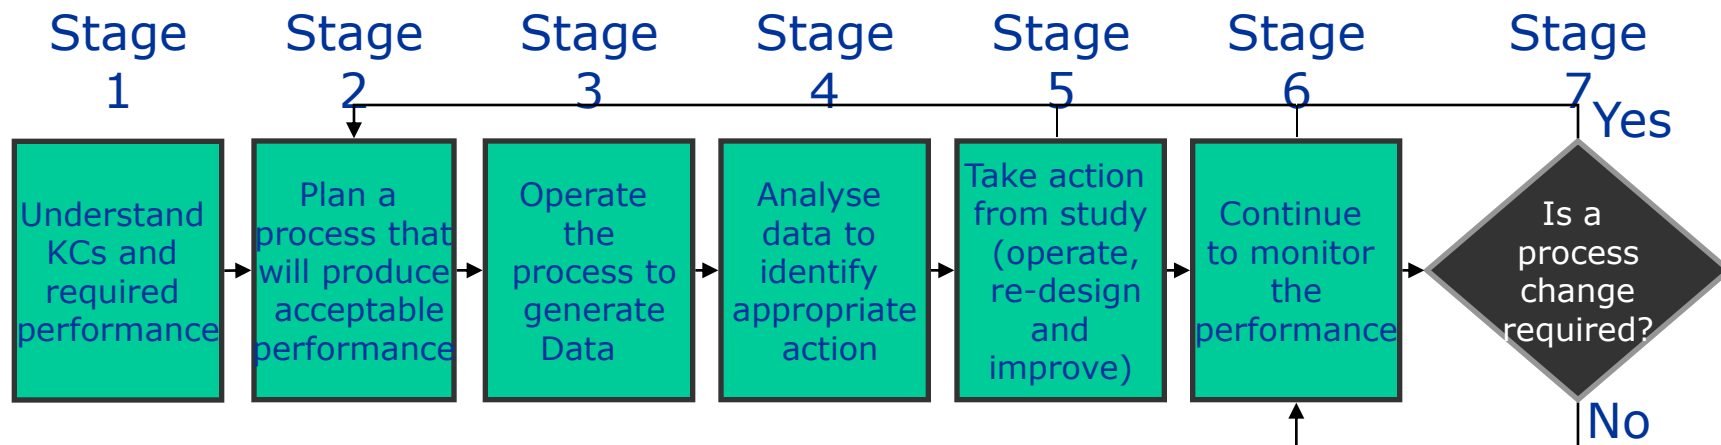 Stage
1
Stage
2
Stage
3
Stage
4
Stage
5
Stage
6
Stage
7
Understand
KCs and
required
performance
Plan a
process that
will produce
acceptable
performance
Operate
the
process to
generate
Data
Analyse
data to
identify
appropriate
action
Take action
from study
(operate,
re-design
and
improve)
Continue
to monitor
the
performance
Yes
Is a
process
change
required?
No